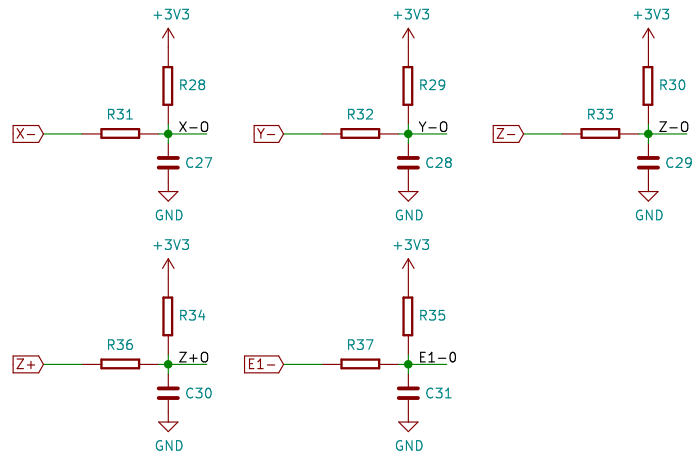 +3V3 +3V3 +3V3
R28 R29 R30
R31 R32 R33
X- X-O Y- Y-O Z- Z-O
C27 C28 C29
GND GND GND
+3V3 +3V3
R34 R35
R36 R37
Z+ Z+O E1- E1-0
C30 C31
GND GND